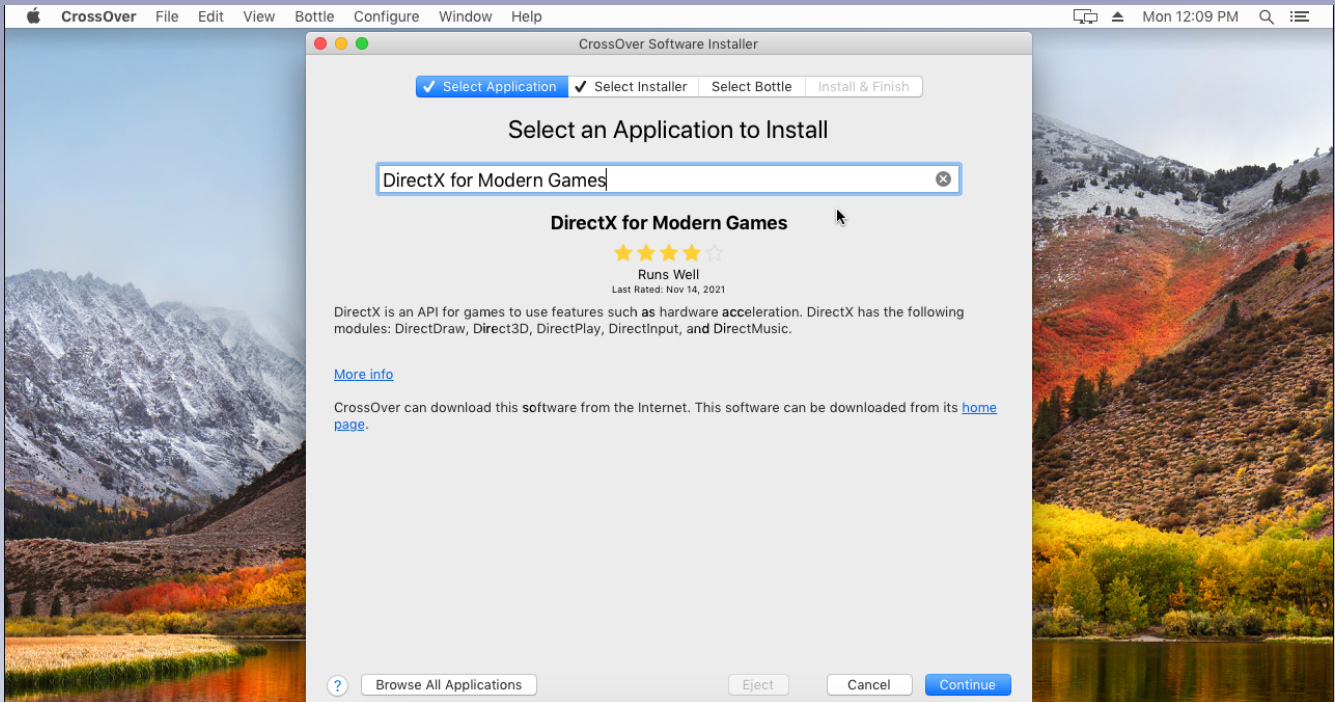 CrossOver File Edit View Bottle Configure Window Help Mon 12:09 PM
CrossOver Software Installer
✓ Select Application ✓ Select Installer Select Bottle Install & Finish
Select an Application to Install
DirectX for Modern Games
DirectX for Modern Games
Runs Well
Last Rated: Nov 14, 2021
DirectX is an API for games to use features such as hardware acceleration. DirectX has the following
modules: DirectDraw, Direct3D, DirectPlay, DirectInput, and DirectMusic.
More info
CrossOver can download this software from the Internet. This software can be downloaded from its home
page.
? Browse All Applications Eject Cancel Continue